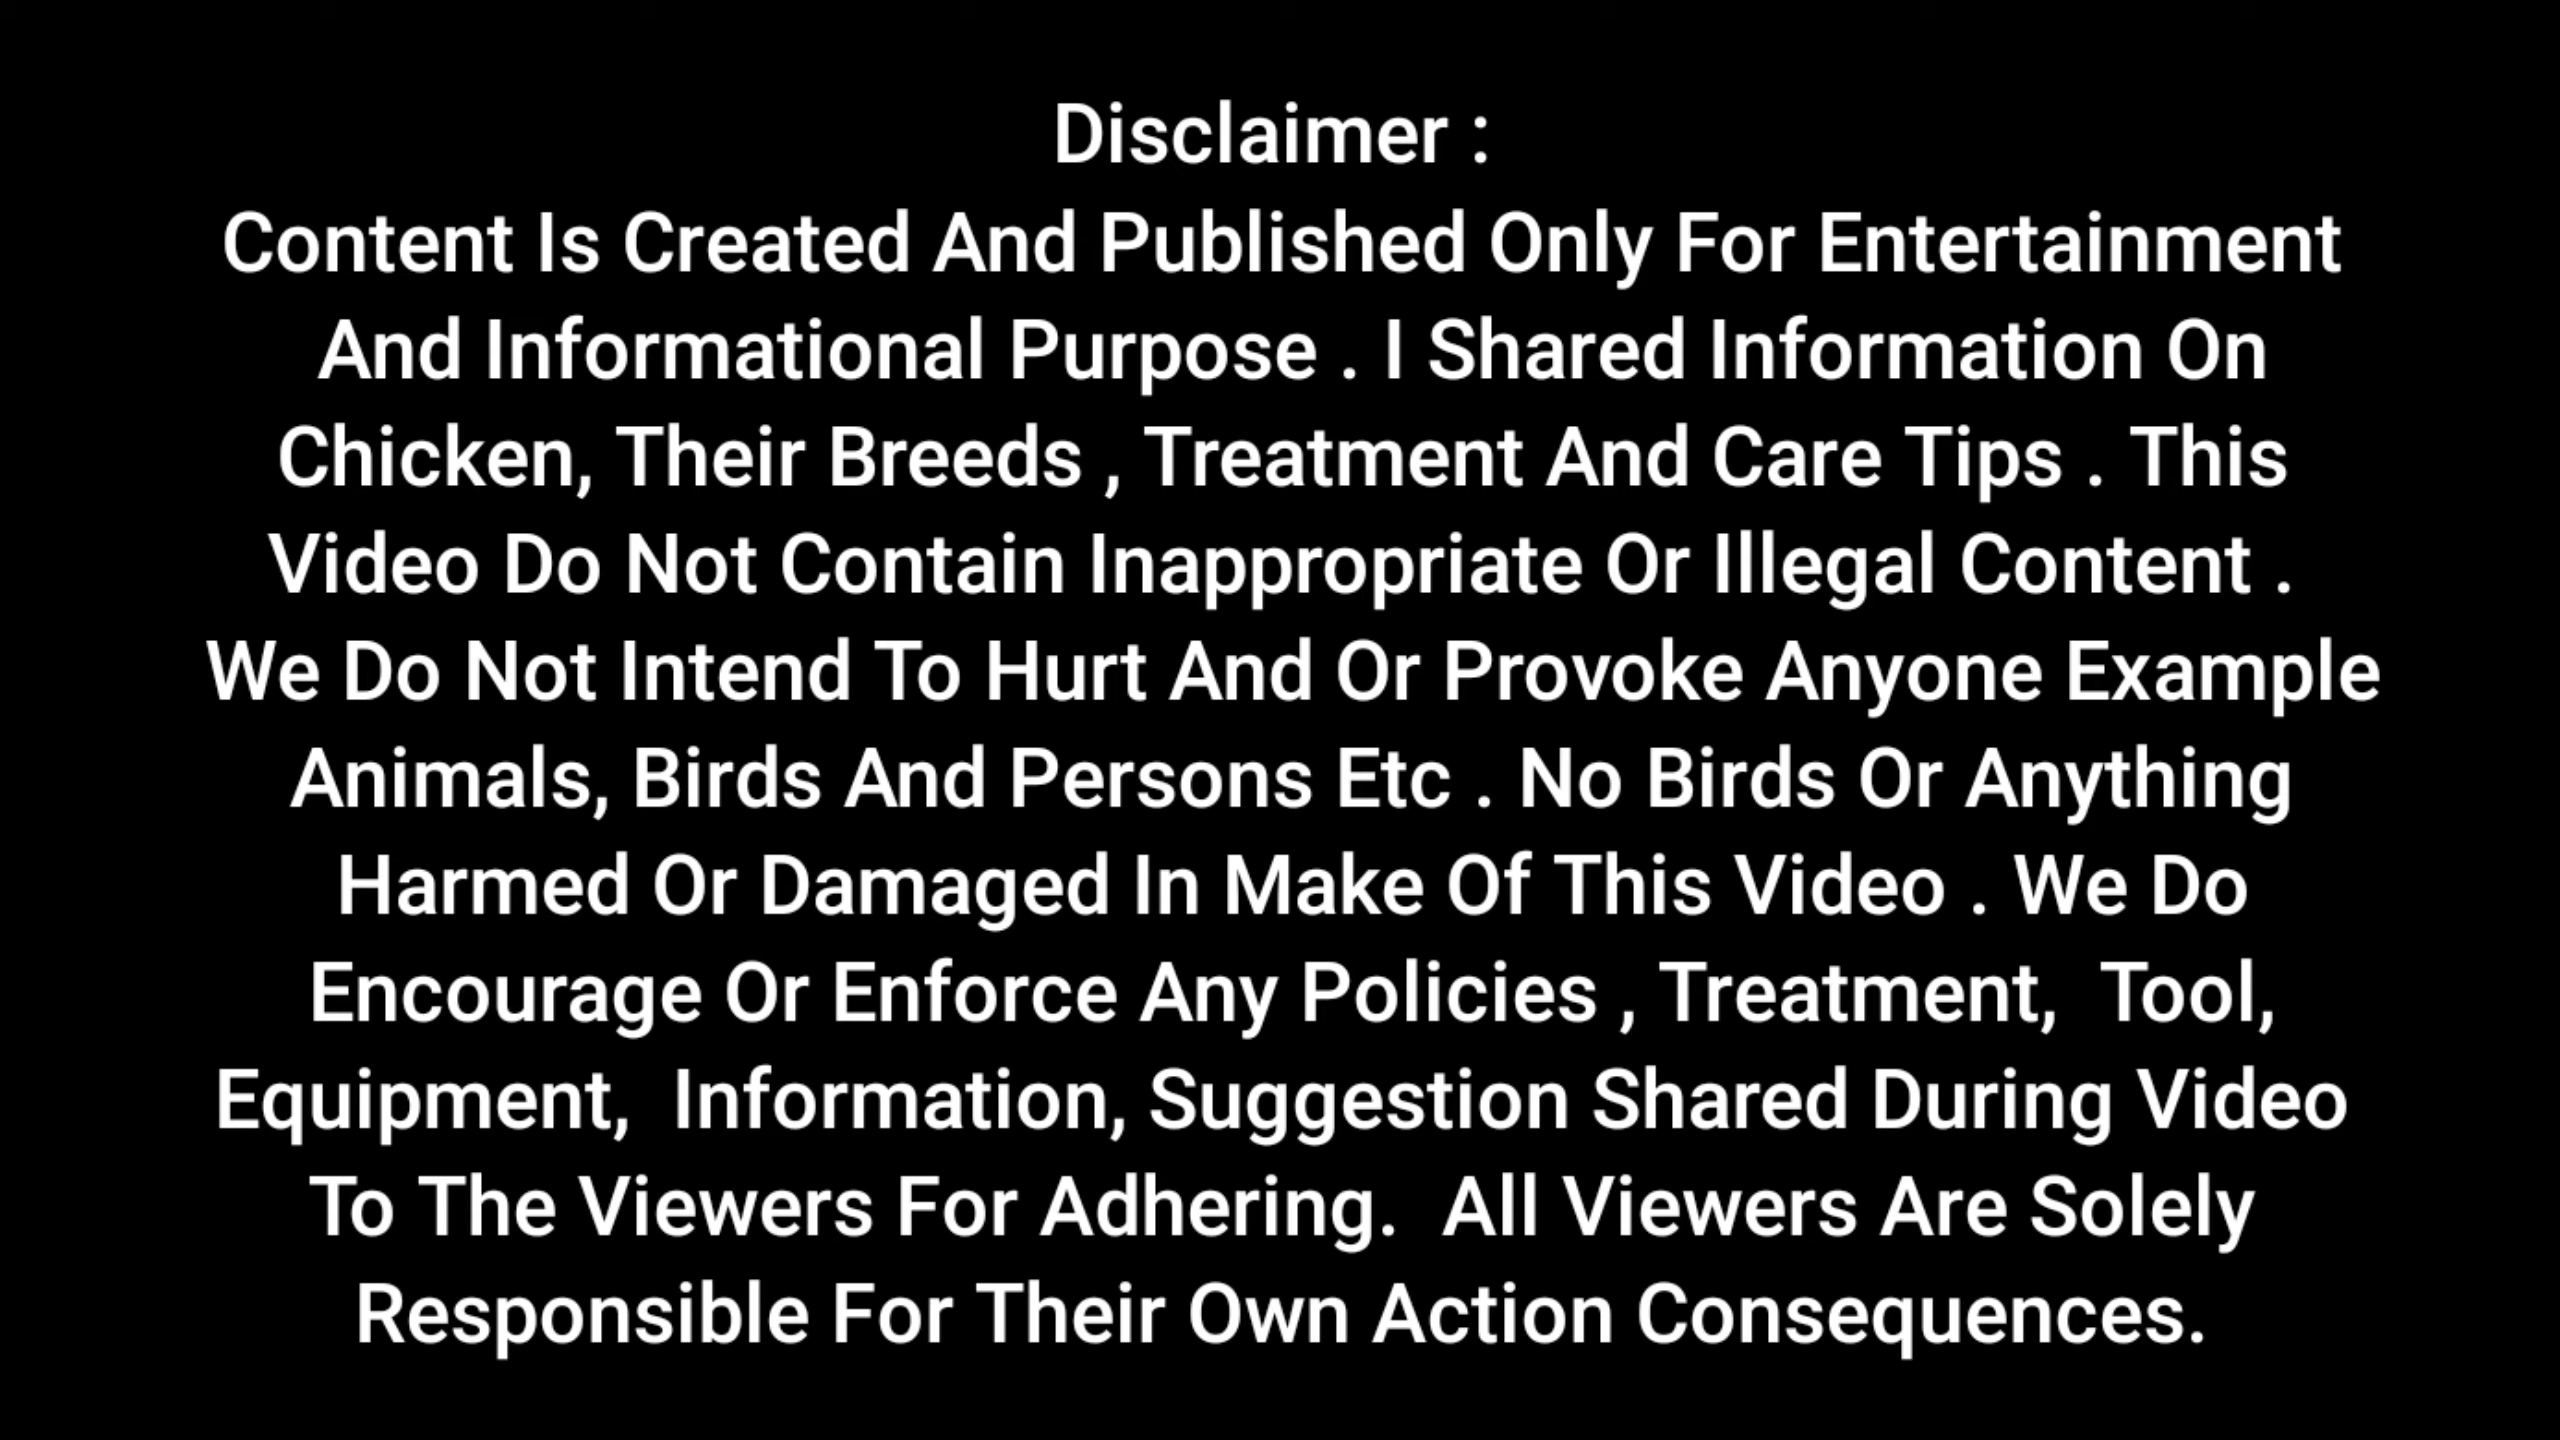 Disclaimer :
Content Is Created And Published Only For Entertainment
And Informational Purpose . I Shared Information On
Chicken, Their Breeds , Treatment And Care Tips . This
Video Do Not Contain Inappropriate Or Illegal Content .
We Do Not Intend To Hurt And Or Provoke Anyone Example
Animals, Birds And Persons Etc . No Birds Or Anything
Harmed Or Damaged In Make Of This Video . We Do
Encourage Or Enforce Any Policies , Treatment,  Tool,
Equipment,  Information, Suggestion Shared During Video
To The Viewers For Adhering.  All Viewers Are Solely
Responsible For Their Own Action Consequences.